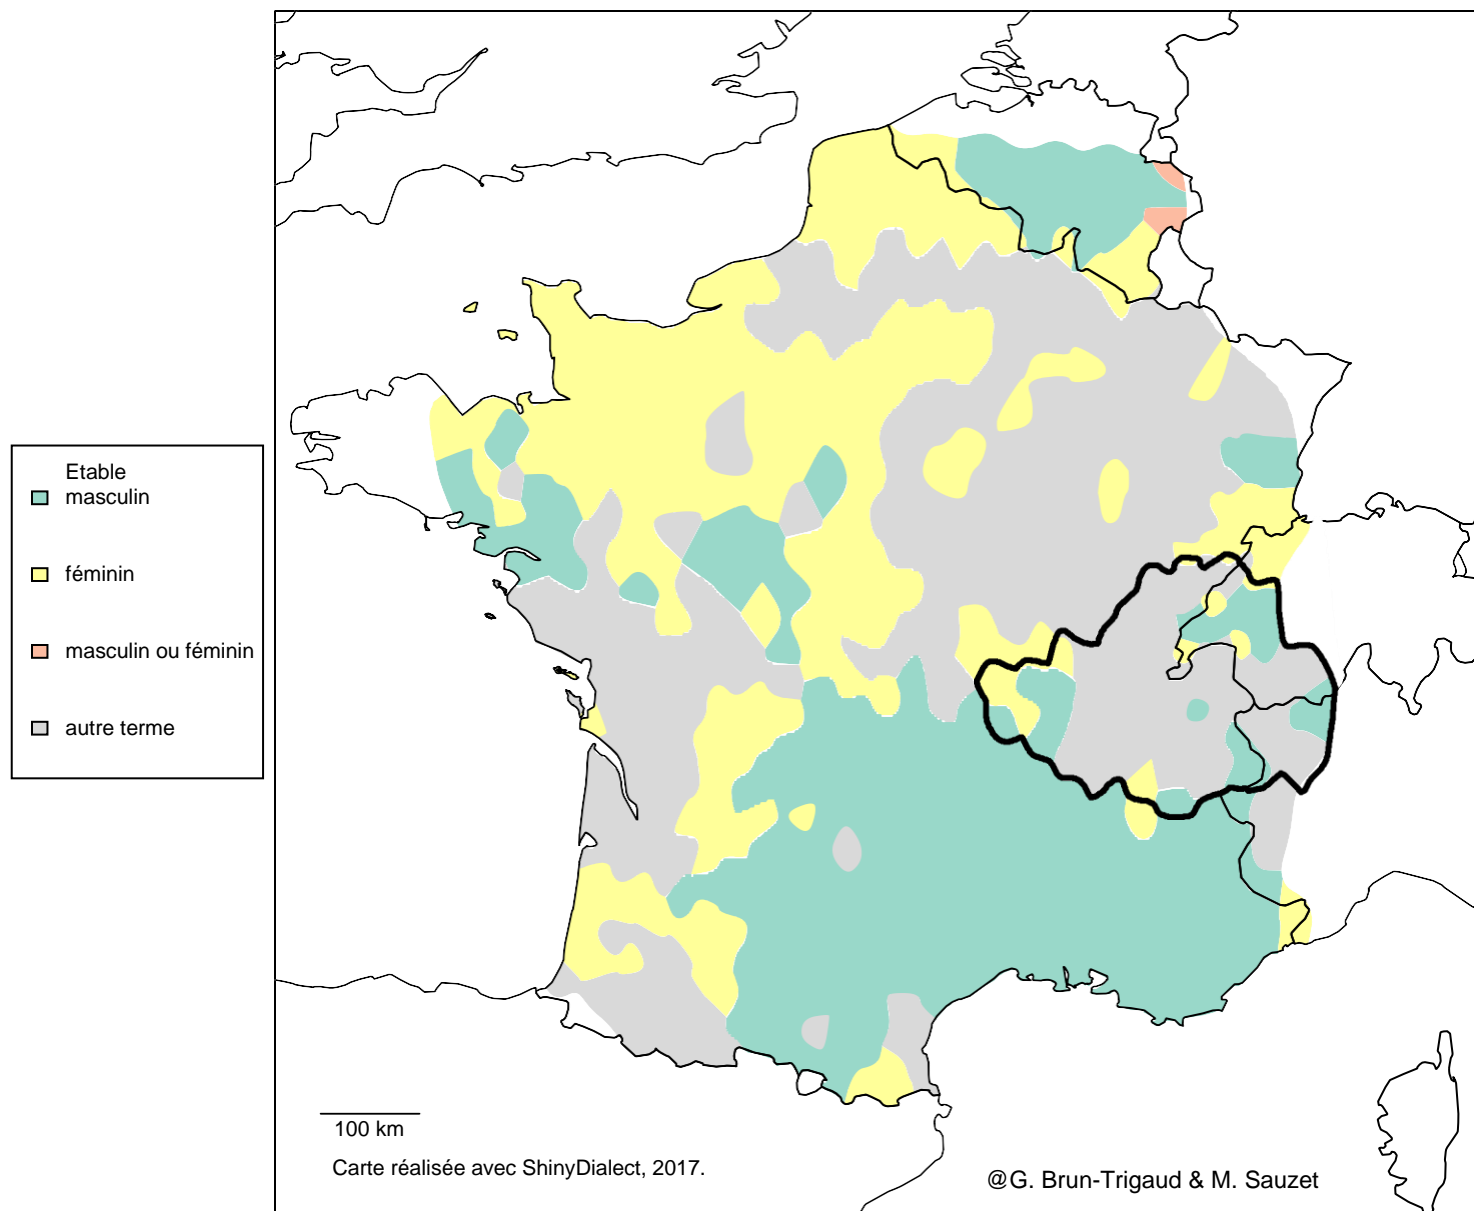 Etable
masculin
féminin
masculin ou féminin
autre terme
100 km
Carte réalisée avec ShinyDialect, 2017.
@G. Brun-Trigaud & M. Sauzet